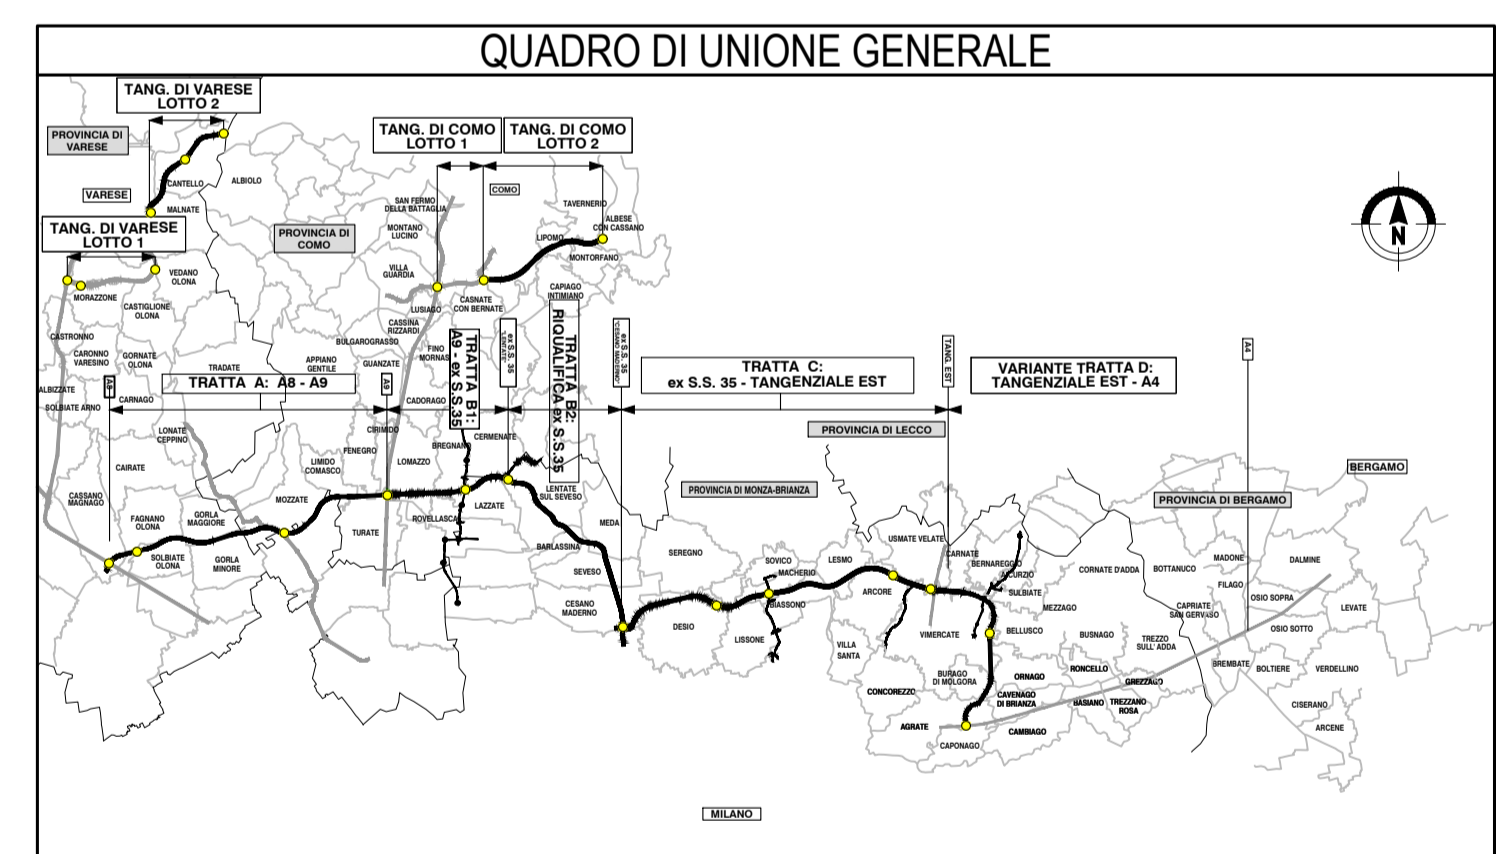 QUADRO DI UNIONE GENERALE
TANG. DI VARESE
LOTTO 2
PROVINCIA DI
VARESE
VARESE
CANTELLO
ALBIOLO
MALNATE
TANG. DI VARESE
LOTTO 1
PROVINCIA DI
COMO
VEDANO
OLONA
MORAZZONE
CASTIGLIONE
OLONA
TANG. DI COMO
LOTTO 1
TANG. DI COMO
LOTTO 2
COMO
SAN FERMO
DELLA BATTAGLIA
MONTANO
LUCINO
VILLA
GUARDIA
TAVERNERIO
ALBESE
CON CASSANO
LIPOMO
MONTORFANO
CAPIAGO
INTIMIANO
CASNATE
CON BERNATE
LUSIAGO
CASSINA
RIZZARDI
BULGAROGRASSO
FINO
MORNAS
GUANZATE
CADORAGO
CASTRONNO
CARONNO
VARESINO
GORNATE
OLONA
TRADATE
APPIANO
GENTILE
ALBIZZATE
SOLBIATE ARNO
CARNAGO
A8
TRATTA A: A8 - A9
A9
TRATTA B1:
A9 - ex S.S.35
ex S.S. 35
"LENTATE"
TRATTA B2:
RIQUALIFICA ex S.S.35
ex S.S. 35
"CESANO MADERNO"
TRATTA C:
ex S.S. 35 - TANGENZIALE EST
TANG. EST
VARIANTE TRATTA D:
TANGENZIALE EST - A4
A4
N
PROVINCIA DI LECCO
PROVINCIA DI MONZA-BRIANZA
PROVINCIA DI BERGAMO
BERGAMO
LONATE
CEPPINO
CAIRATE
CASSANO
MAGNAGO
FAGNANO
OLONA
SOLBIATE
OLONA
GORLA
MAGGIORE
GORLA
MINORE
MOZZATE
LIMIDO
COMASCO
FENEGRO
CIRIMIDO
LOMAZZO
BREGNANO
CERMENATE
TURATE
ROVELLASCA
LAZZATE
LENTATE
SUL SEVESO
MEDA
BARLASSINA
SEVESO
CESANO
MADERNO
SEREGNO
DESIO
LISSONE
SOVICO
MACHERIO
BIASSONO
LESMO
ARCORE
VILLA
SANTA
USMATE VELATE
CARNATE
BERNAREGGIO
AICURZIO
SULBIATE
MEZZAGO
BELLUSCO
VIMERCATE
BURAGO
DI MOLGORA
CONCOREZZO
AGRATE
CAPONAGO
CAMBIAGO
CAVENAGO
DI BRIANZA
ORNAGO
RONCELLO
BUSNAGO
BASIANO
TREZZANO
ROSA
GREZZAGO
TREZZO
SULL' ADDA
CORNATE D'ADDA
BOTTANUCO
MADONE
FILAGO
CAPRIATE
SAN GERVASO
OSIO SOPRA
OSIO SOTTO
DALMINE
LEVATE
BREMBATE
BOLTIERE
VERDELLINO
CISERANO
ARCENE
MILANO